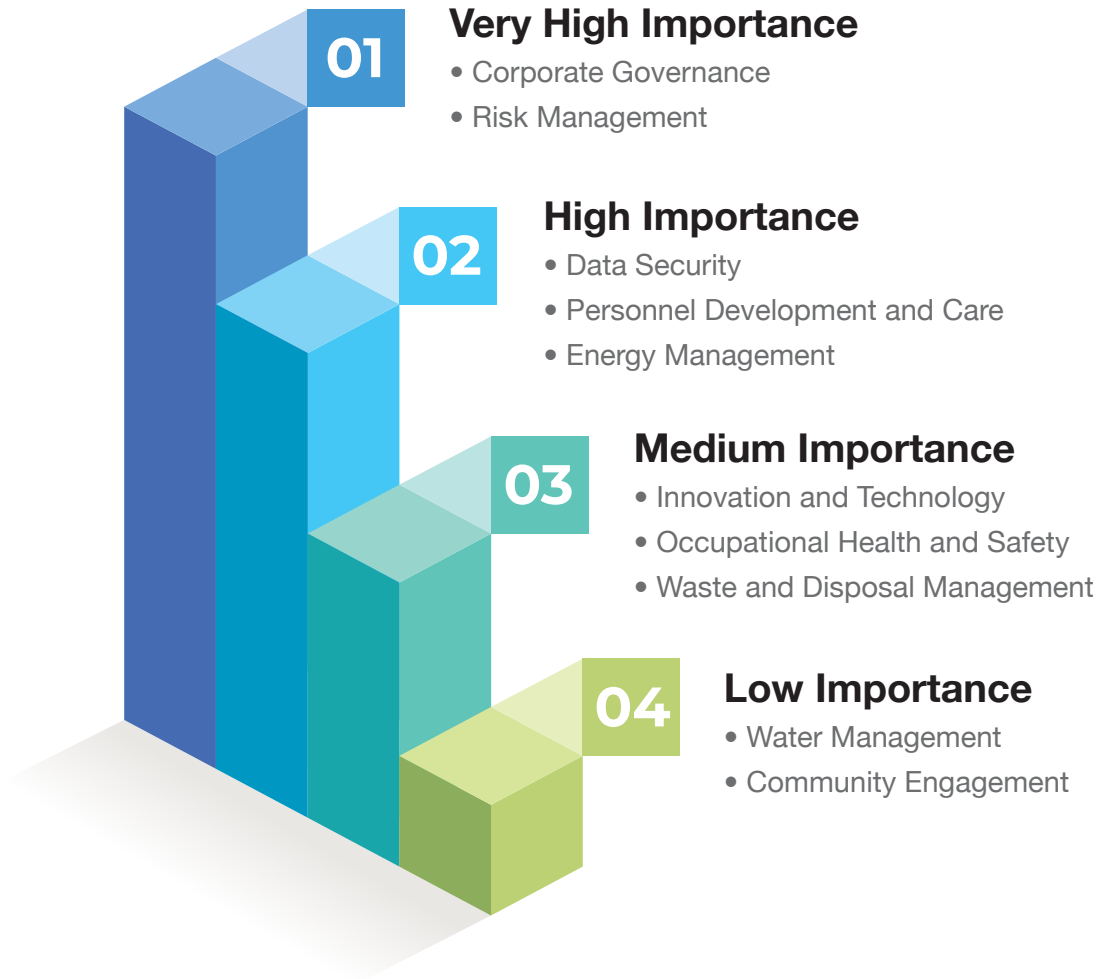 01
Very High Importance
• Corporate Governance
• Risk Management
02
High Importance
• Data Security
• Personnel Development and Care
• Energy Management
03
Medium Importance
• Innovation and Technology
• Occupational Health and Safety
• Waste and Disposal Management
04
Low Importance
• Water Management
• Community Engagement